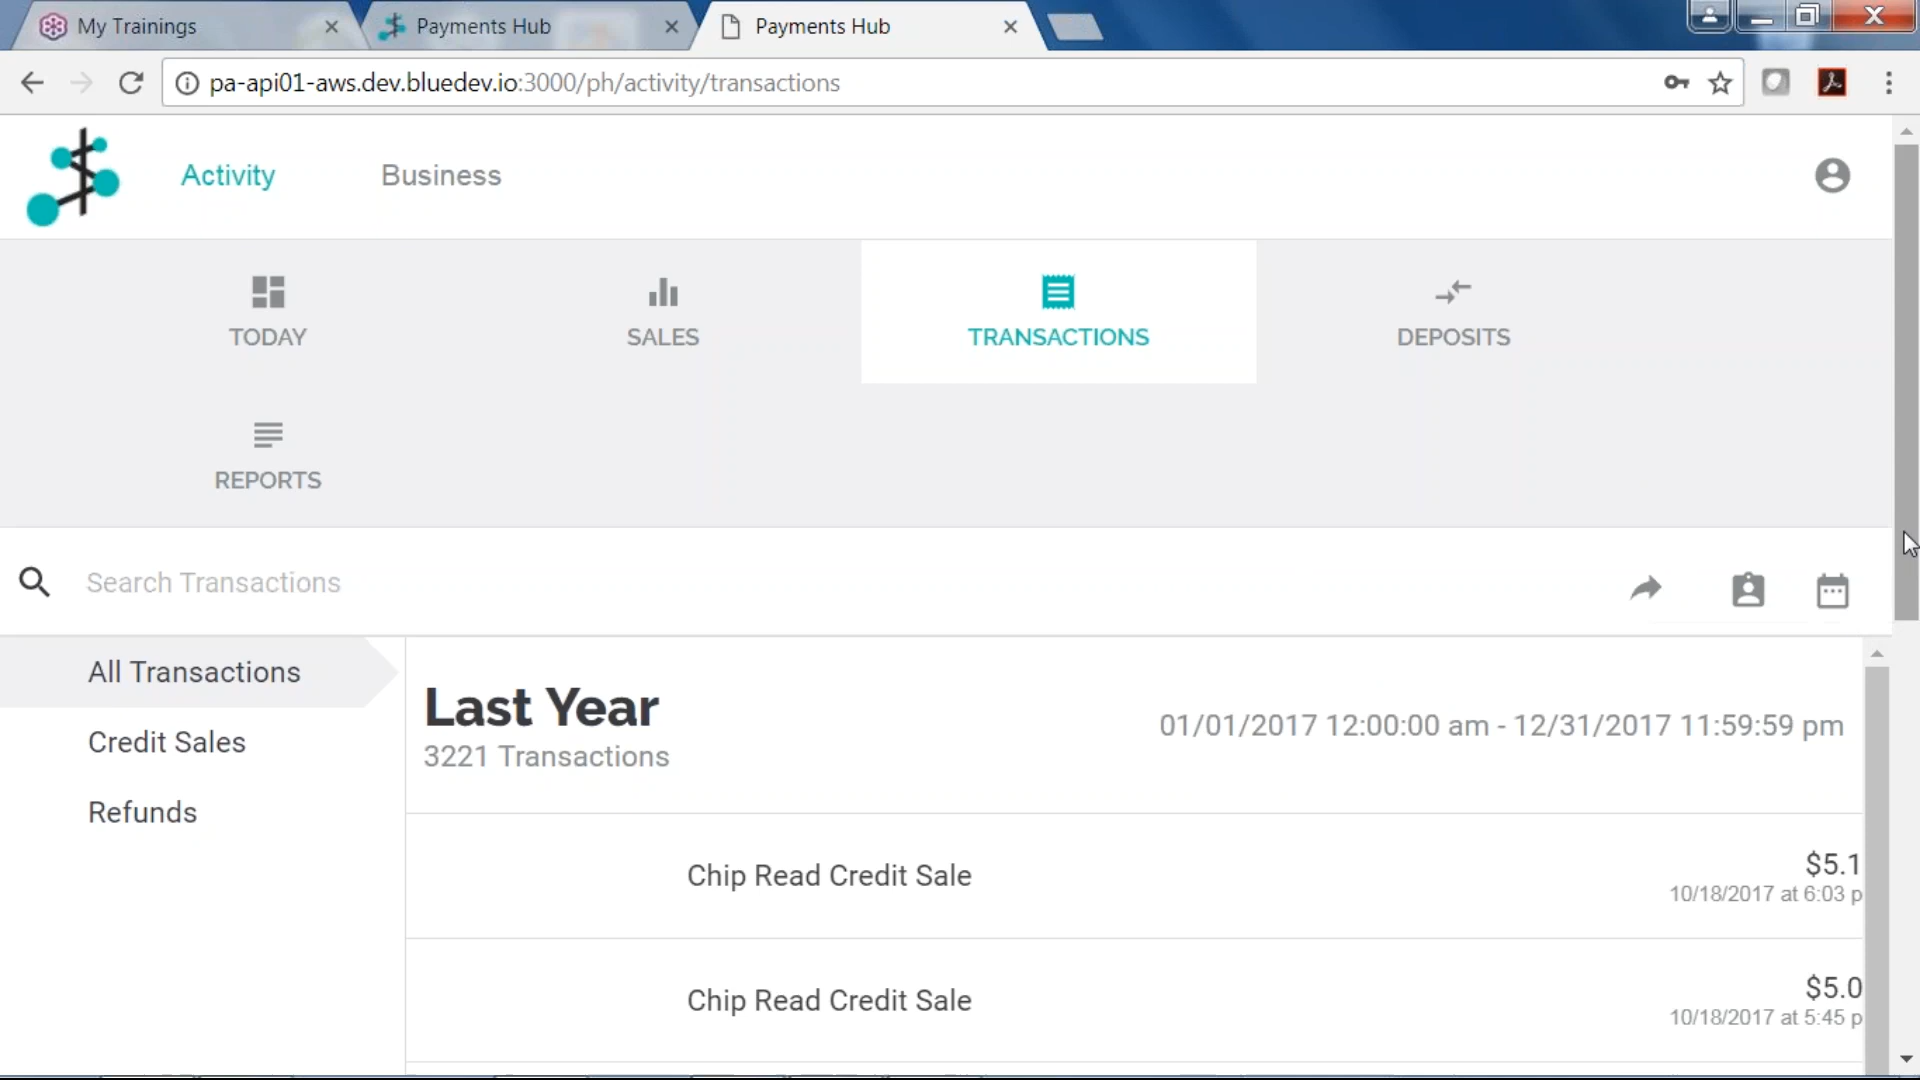 My Trainings
Payments Hub
Payments Hub
pa-api01-aws.dev.bluedev.io:3000/ph/activity/transactions
Activity
Business
TODAY
SALES
TRANSACTIONS
DEPOSITS
REPORTS
Search Transactions
All Transactions
Credit Sales
Refunds
Last Year
3221 Transactions
01/01/2017 12:00:00 am - 12/31/2017 11:59:59 pm
Chip Read Credit Sale
$5.1
10/18/2017 at 6:03 p
Chip Read Credit Sale
$5.0
10/18/2017 at 5:45 p